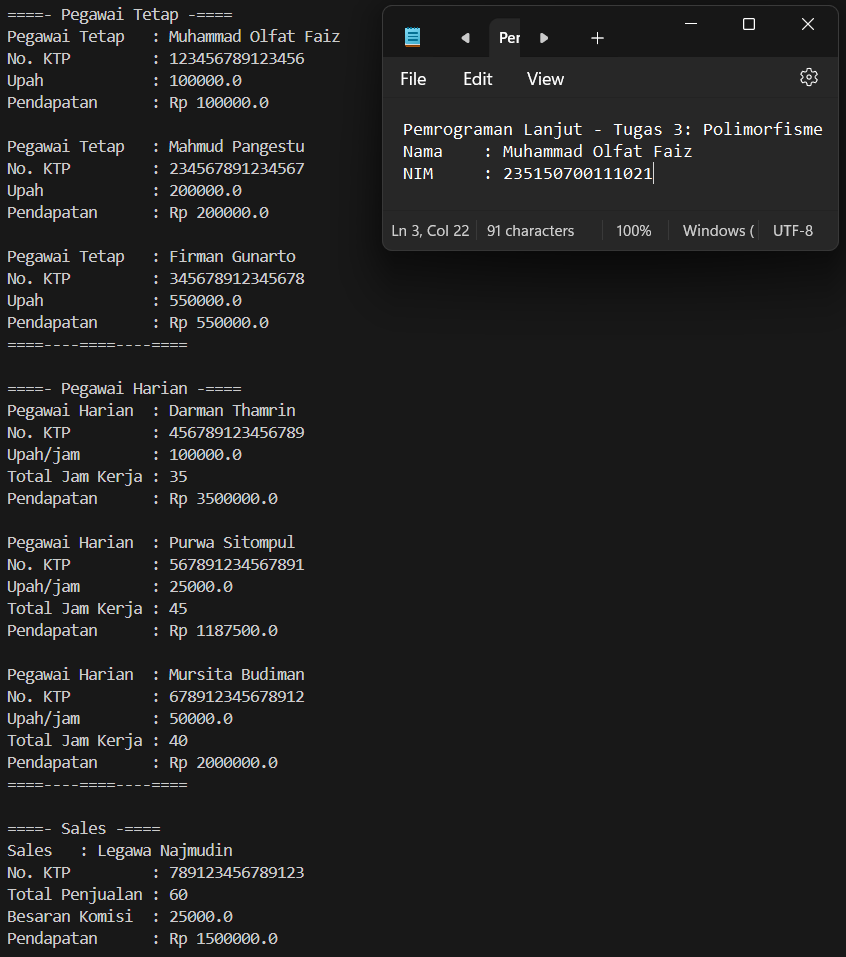 ====- Pegawai Tetap -====
Pegawai Tetap   : Muhammad Olfat Faiz
No. KTP         : 123456789123456
Upah            : 100000.0
Pendapatan      : Rp 100000.0

Pegawai Tetap   : Mahmud Pangestu
No. KTP         : 234567891234567
Upah            : 200000.0
Pendapatan      : Rp 200000.0

Pegawai Tetap   : Firman Gunarto
No. KTP         : 345678912345678
Upah            : 550000.0
Pendapatan      : Rp 550000.0
====----====----====

====- Pegawai Harian -====
Pegawai Harian  : Darman Thamrin
No. KTP         : 456789123456789
Upah/jam        : 100000.0
Total Jam Kerja : 35
Pendapatan      : Rp 3500000.0

Pegawai Harian  : Purwa Sitompul
No. KTP         : 567891234567891
Upah/jam        : 25000.0
Total Jam Kerja : 45
Pendapatan      : Rp 1187500.0

Pegawai Harian  : Mursita Budiman
No. KTP         : 678912345678912
Upah/jam        : 50000.0
Total Jam Kerja : 40
Pendapatan      : Rp 2000000.0
====----====----====

====- Sales -====
Sales   : Legawa Najmudin
No. KTP         : 789123456789123
Total Penjualan : 60
Besaran Komisi  : 25000.0
Pendapatan      : Rp 1500000.0

Per
File Edit View
Pemrograman Lanjut - Tugas 3: Polimorfisme
Nama    : Muhammad Olfat Faiz
NIM     : 235150700111021
Ln 3, Col 22 91 characters 100% Windows ( UTF-8